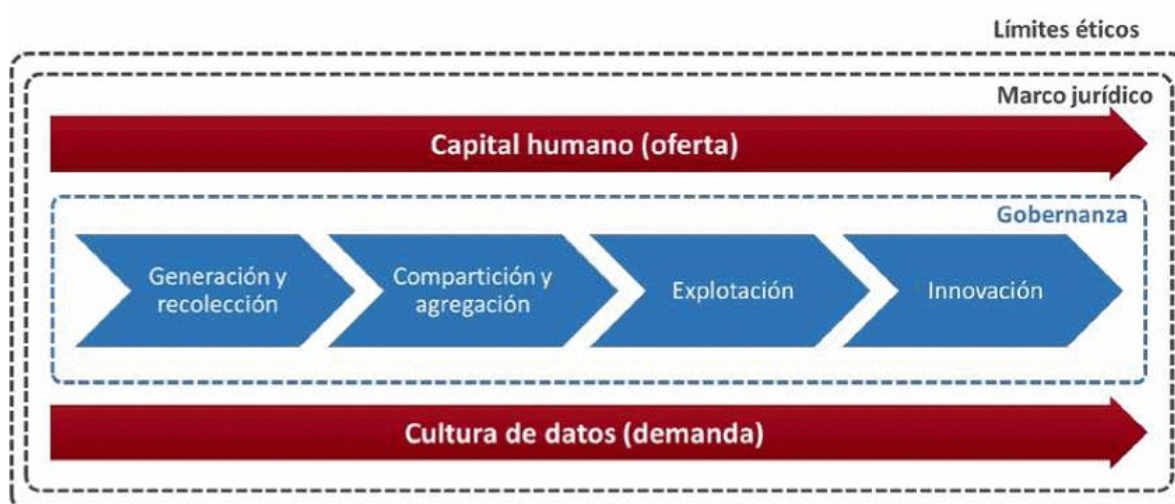 Límites éticos
Marco jurídico
Capital humano (oferta)
Gobernanza
Generación y
recolección
Compartición y
agregación
Explotación
Innovación
Cultura de datos (demanda)